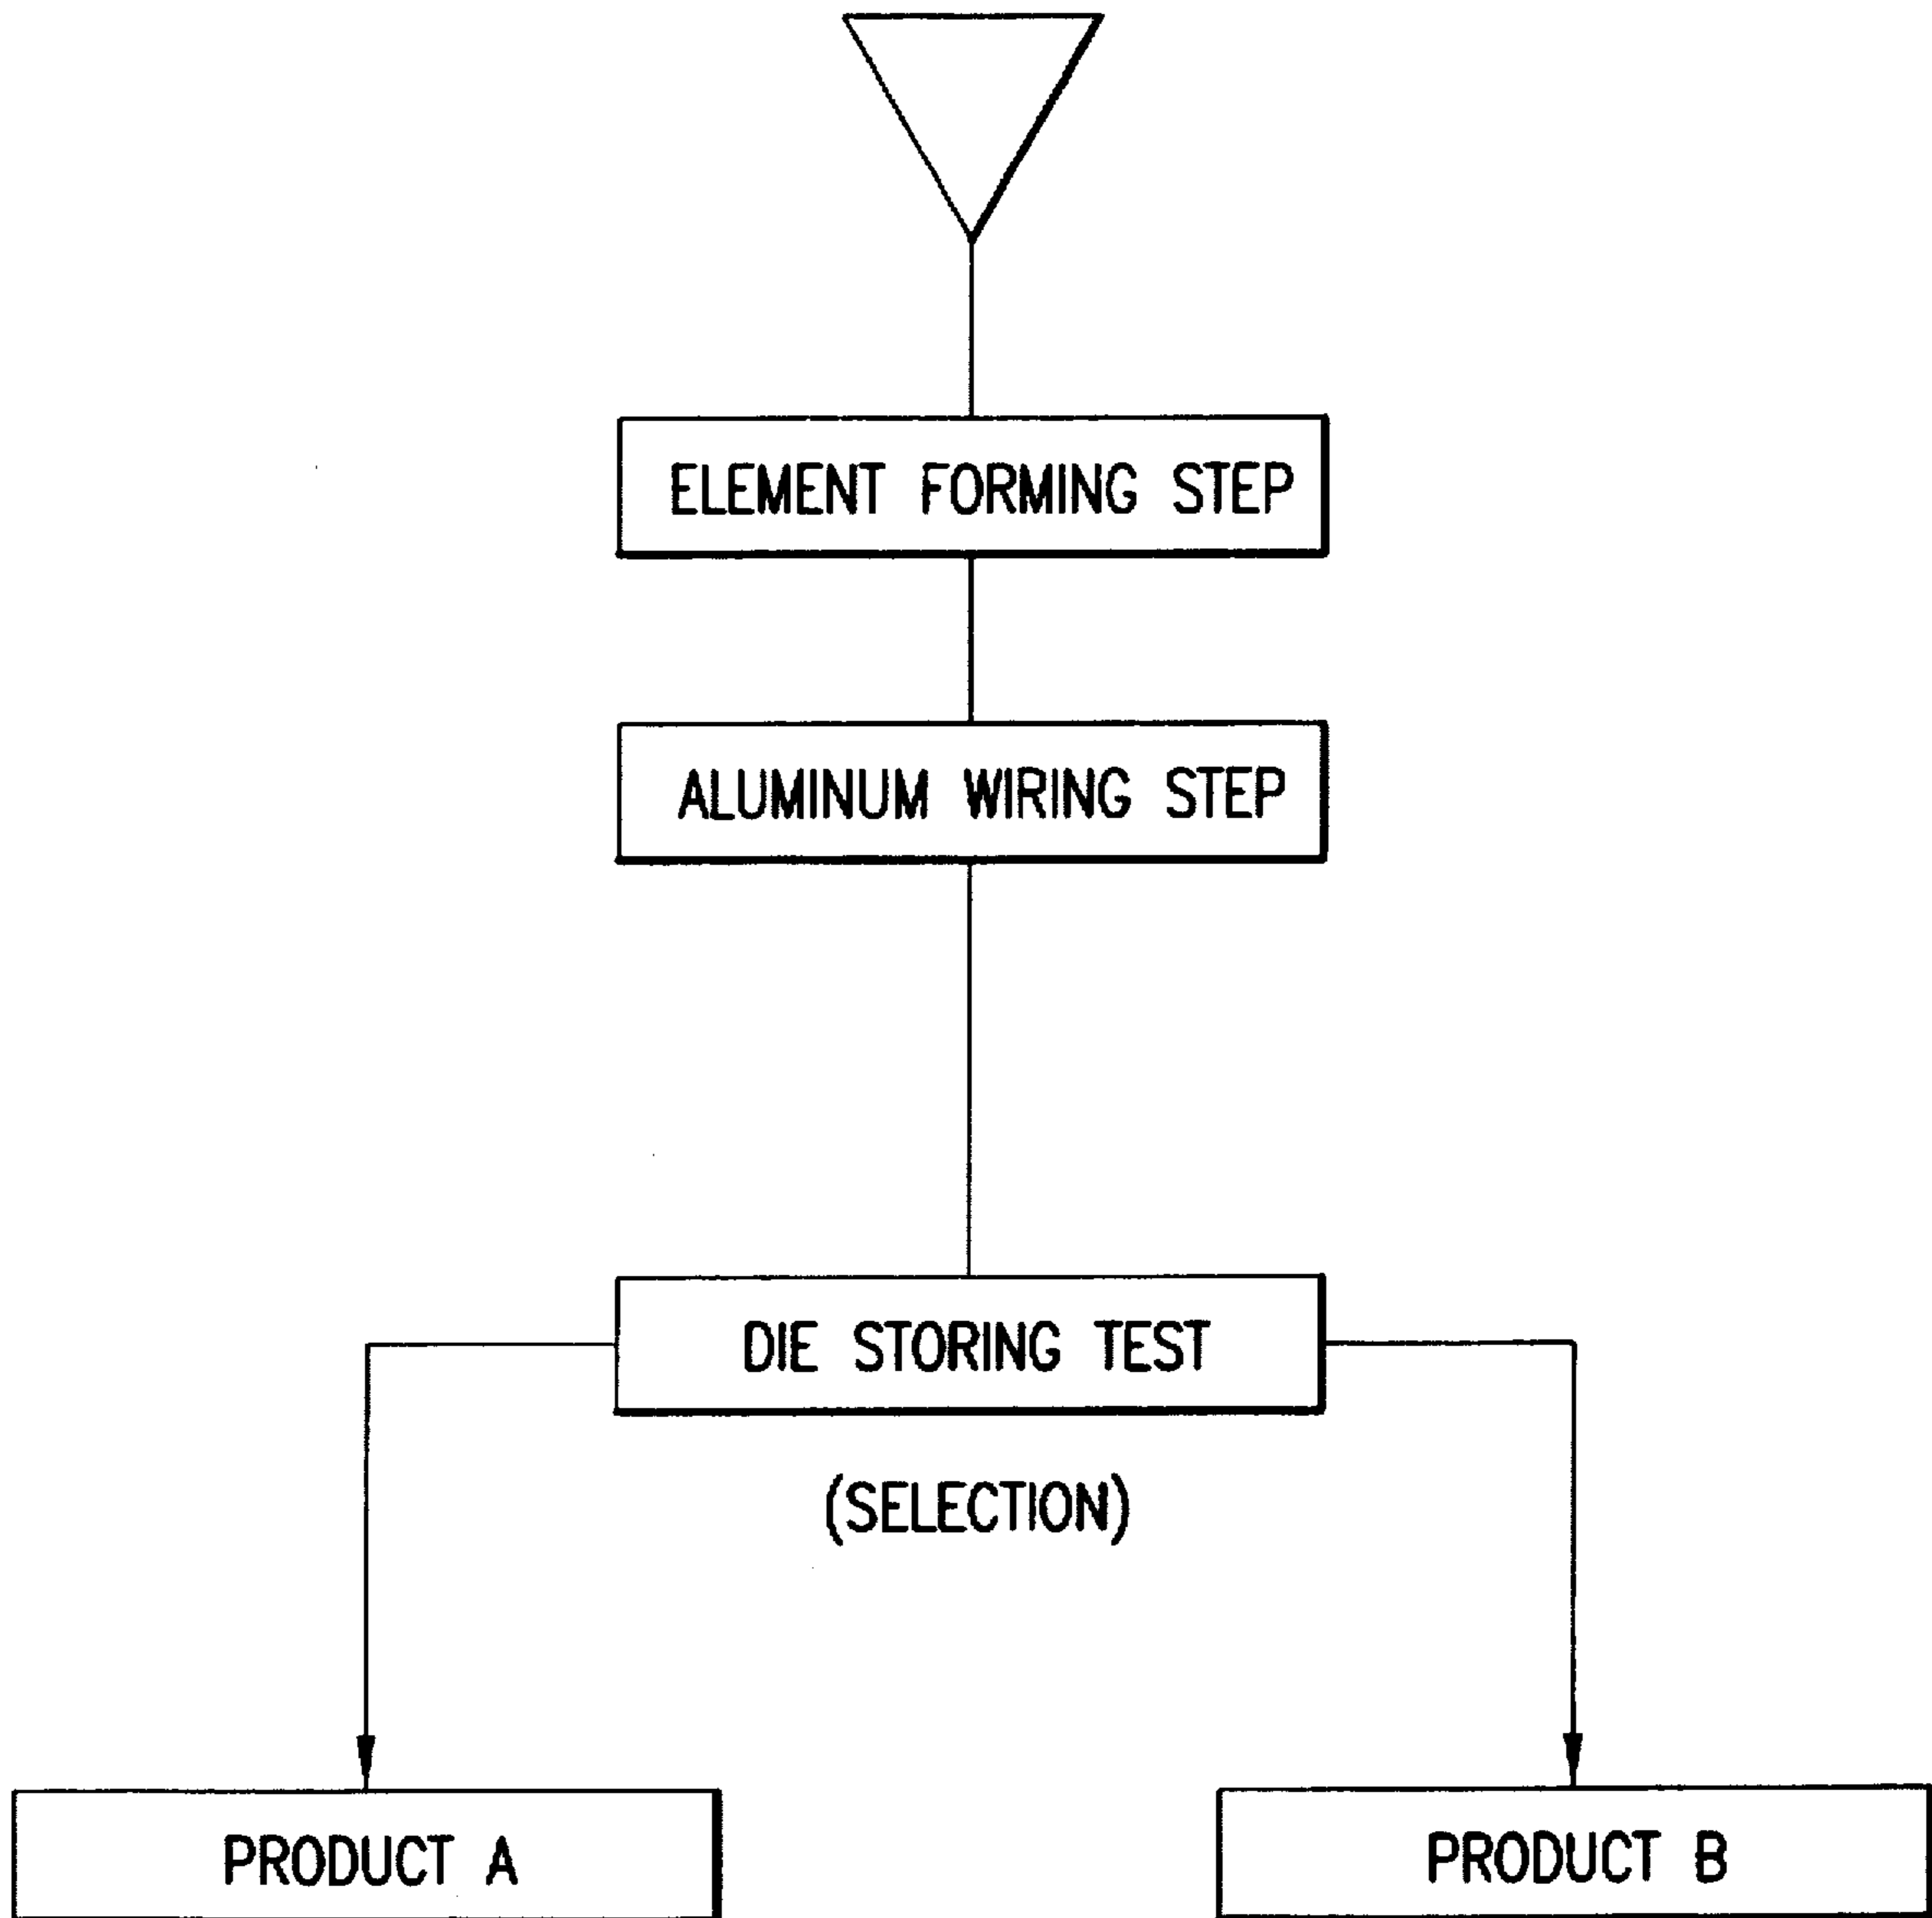 ELEMENT FORMING STEP
ALUMINUM WIRING STEP
DIE STORING TEST
(SELECTION)
PRODUCT A
PRODUCT B